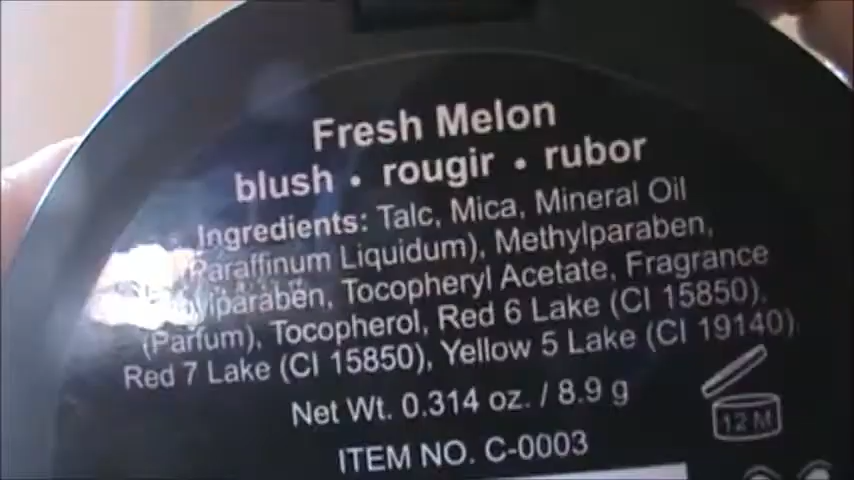 Fresh Melon
blush • rougir • rubor
Ingredients: Talc, Mica, Mineral Oil
(Paraffinum Liquidum), Methylparaben,
Tocopheryl Acetate, Fragrance
(Parfum), Tocopherol, Red 6 Lake (CI 15850),
Red 7 Lake (CI 15850), Yellow 5 Lake (CI 19140)
Net Wt. 0.314 oz. / 8.9 g
12 M
ITEM NO. C-0003